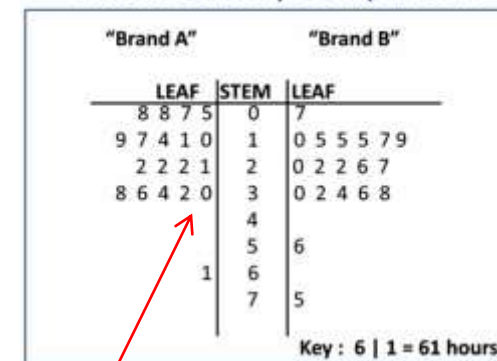 "Brand A" "Brand B"
LEAF STEM LEAF
8 8 7 5 0 7
9 7 4 1 0 1 0 5 5 5 7 9
2 2 2 1 2 0 2 2 6 7
8 6 4 2 0 3 0 2 4 6 8
4
5 6
1 6
7 5
Key : 6 | 1 = 61 hours